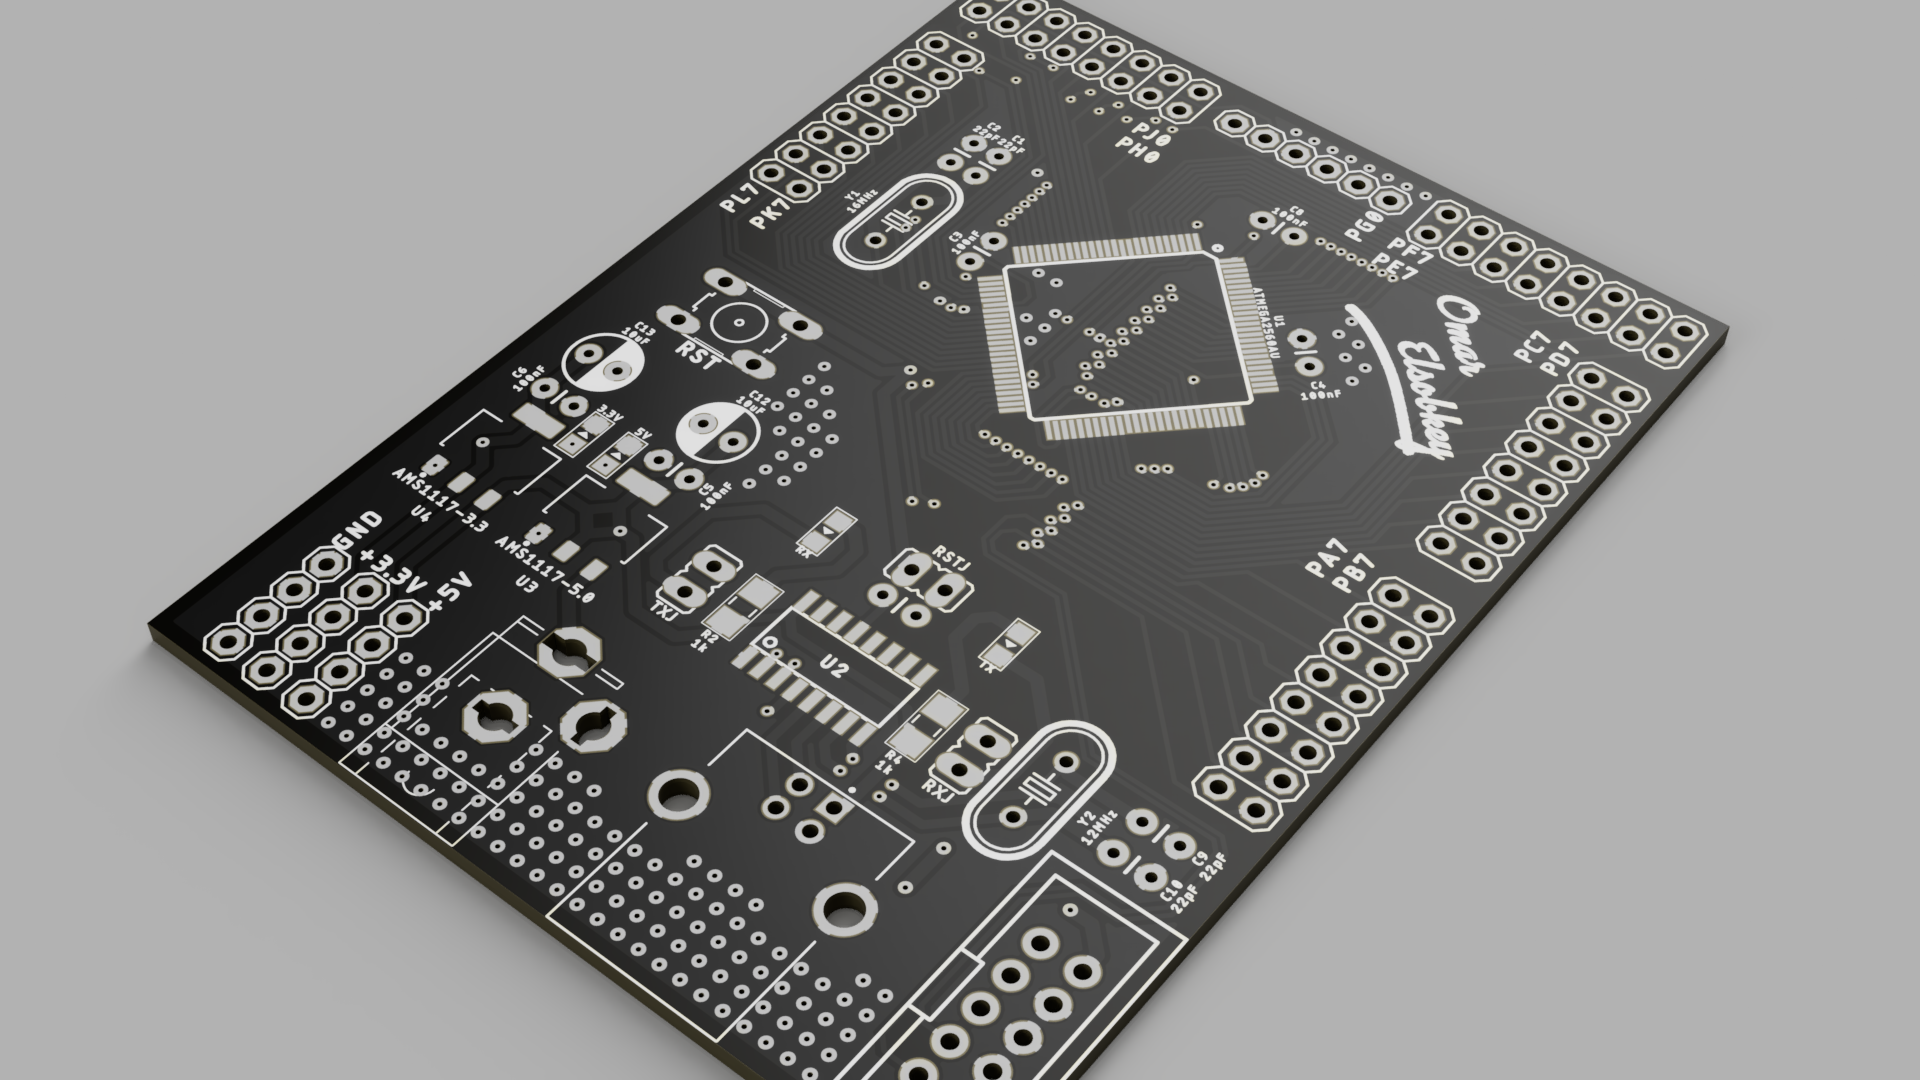 PJ0
PH0
C2
22pF
C1
22pF
PL7
PK7
Y1
16MHz
C3
100nF
C8
100nF
PG0
PF7
PE7
Omar
Elsobkey
PC7
PD7
U1
ATMEGA2560AU
C4
100nF
RST
C13
10uF
C12
10uF
C6
100nF
3.3V
5V
C5
100nF
AMS1117-3.3
U4
AMS1117-5.0
U3
GND
+3.3V
+5V
RX
RSTJ
TXJ
R2
1k
U2
TX
R4
1k
RXJ
PA7
PB7
Y2
12MHz
C9
22pF
C10
22pF